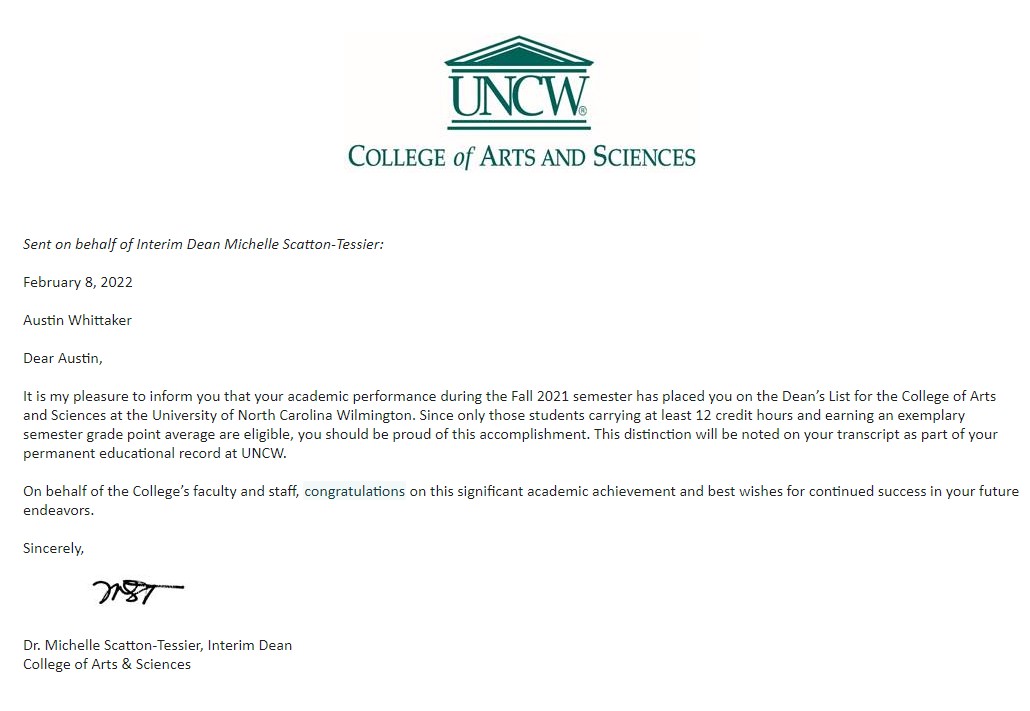 UNCW®
COLLEGE of ARTS AND SCIENCES
Sent on behalf of Interim Dean Michelle Scatton-Tessier:
February 8, 2022
Austin Whittaker
Dear Austin,
It is my pleasure to inform you that your academic performance during the Fall 2021 semester has placed you on the Dean’s List for the College of Arts
and Sciences at the University of North Carolina Wilmington. Since only those students carrying at least 12 credit hours and earning an exemplary
semester grade point average are eligible, you should be proud of this accomplishment. This distinction will be noted on your transcript as part of your
permanent educational record at UNCW.
On behalf of the College’s faculty and staff, congratulations on this significant academic achievement and best wishes for continued success in your future
endeavors.
Sincerely,
MST
Dr. Michelle Scatton-Tessier, Interim Dean
College of Arts & Sciences